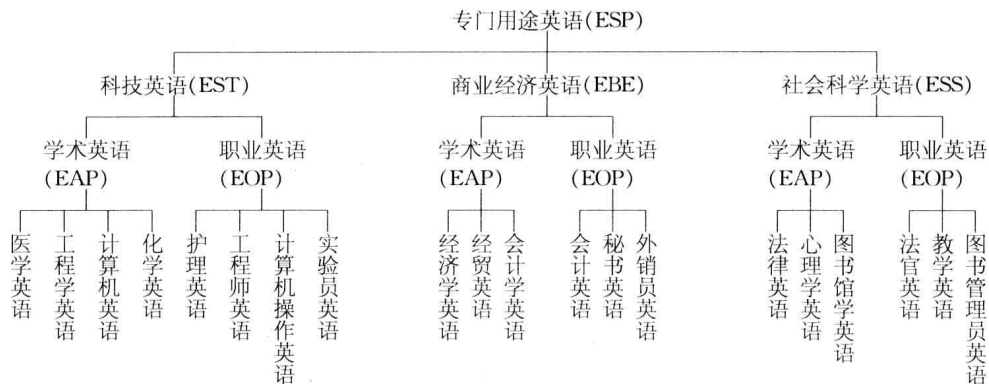 专门用途英语(ESP)
科技英语(EST)
商业经济英语(EBE)
社会科学英语(ESS)
学术英语
(EAP)
职业英语
(EOP)
学术英语
(EAP)
职业英语
(EOP)
学术英语
(EAP)
职业英语
(EOP)
医学英语
工程学英语
计算机英语
化学英语
护理英语
工程师英语
计算机操作英语
实验员英语
经济学英语
经贸英语
会计学英语
会计英语
秘书英语
外销员英语
法律英语
心理学英语
图书馆学英语
法官英语
教学英语
图书管理员英语